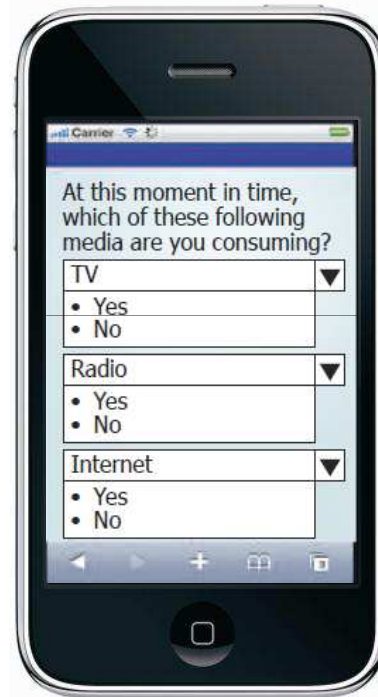 Carrier
At this moment in time,
which of these following
media are you consuming?
TV
• Yes
• No
Radio
• Yes
• No
Internet
• Yes
• No